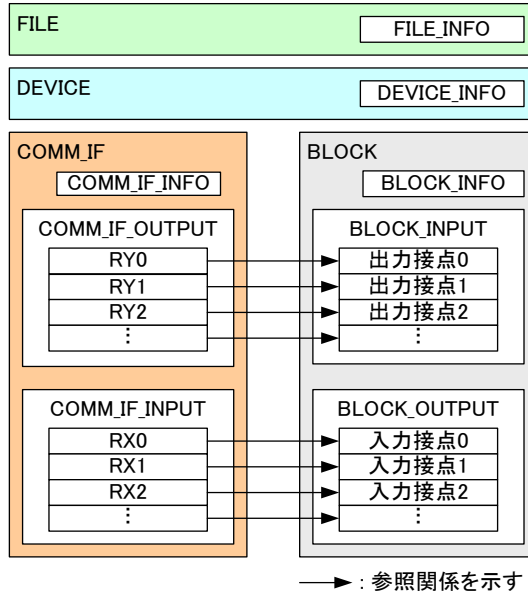 FILE
FILE_INFO
DEVICE
DEVICE_INFO
COMM_IF
COMM_IF_INFO
COMM_IF_OUTPUT
RY0
RY1
RY2
⋮
COMM_IF_INPUT
RX0
RX1
RX2
⋮
BLOCK
BLOCK_INFO
BLOCK_INPUT
出力接点0
出力接点1
出力接点2
⋮
BLOCK_OUTPUT
入力接点0
入力接点1
入力接点2
⋮
：参照関係を示す